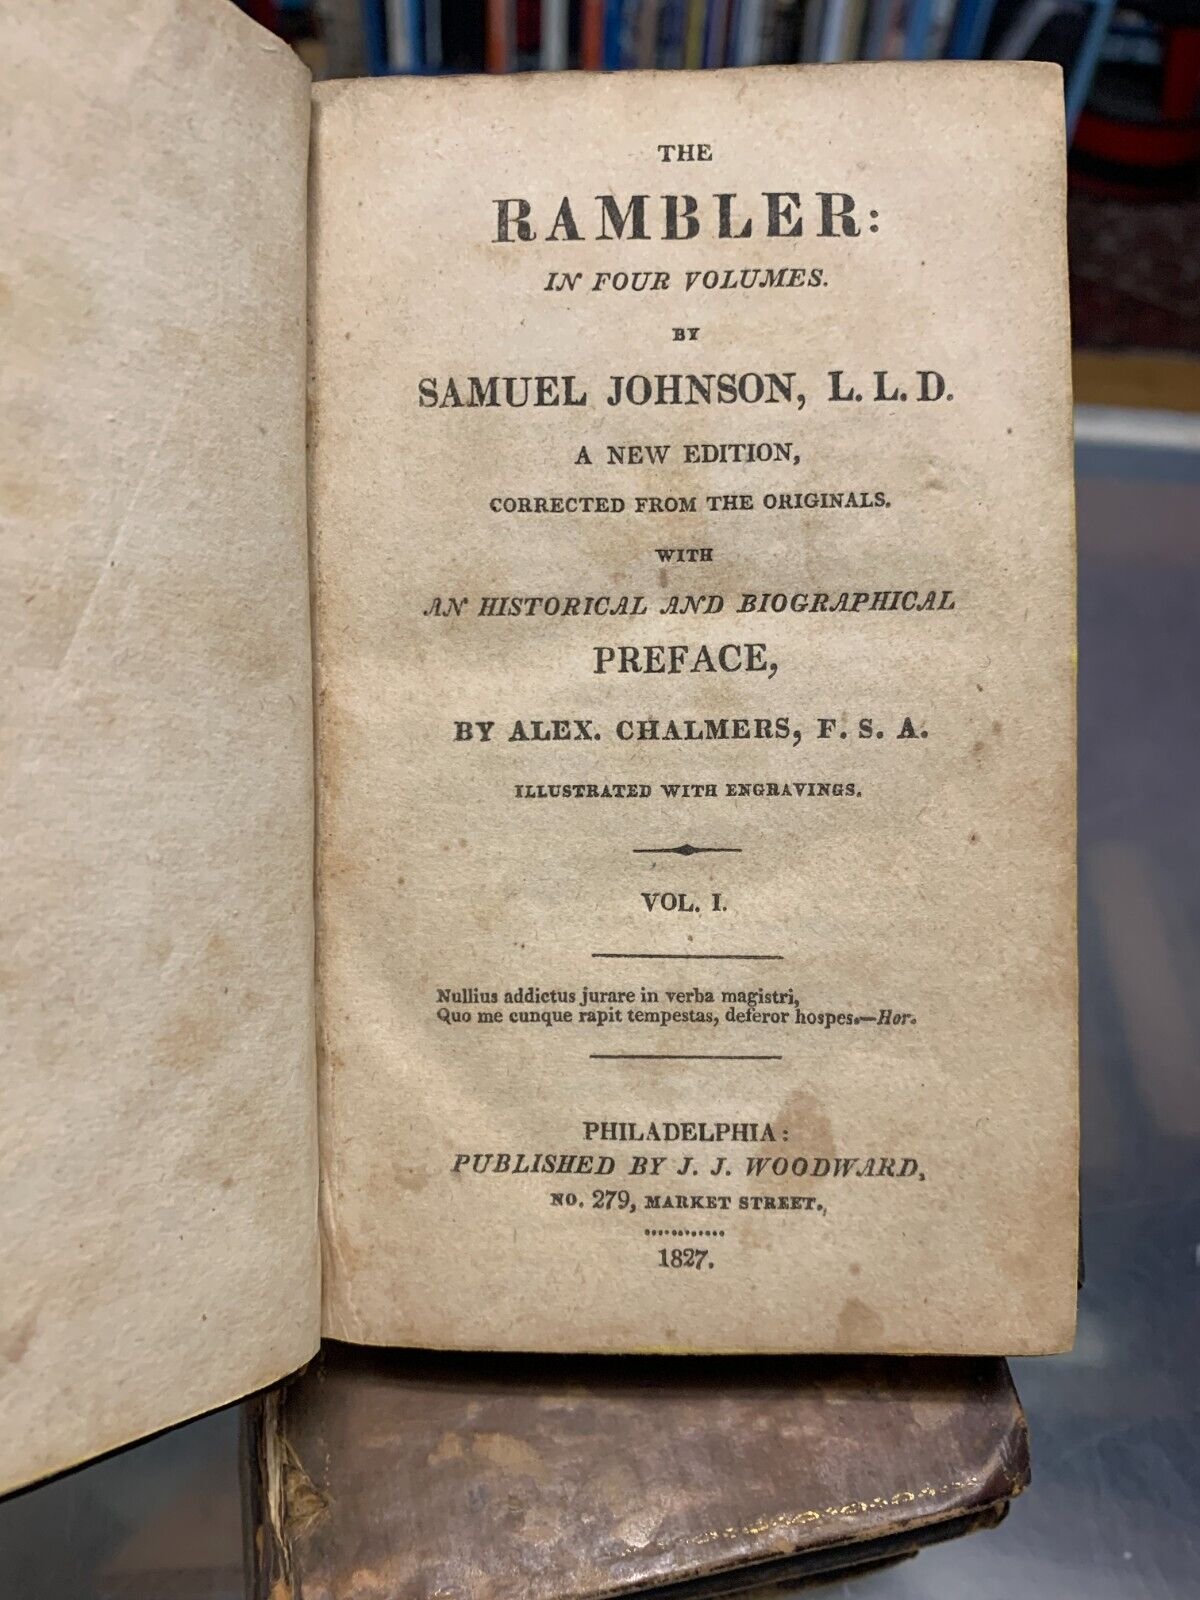 THE
RAMBLER:
IN FOUR VOLUMES.
BY
SAMUEL JOHNSON, L. L. D.
A NEW EDITION,
CORRECTED FROM THE ORIGINALS.
WITH
AN HISTORICAL AND BIOGRAPHICAL
PREFACE,
BY ALEX. CHALMERS, F. S. A.
ILLUSTRATED WITH ENGRAVINGS.
VOL. I.
Nullius addictus jurare in verba magistri,
Quo me cunque rapit tempestas, deferor hospes.—Hor.
PHILADELPHIA:
PUBLISHED BY J. J. WOODWARD,
NO. 279, MARKET STREET.
1827.